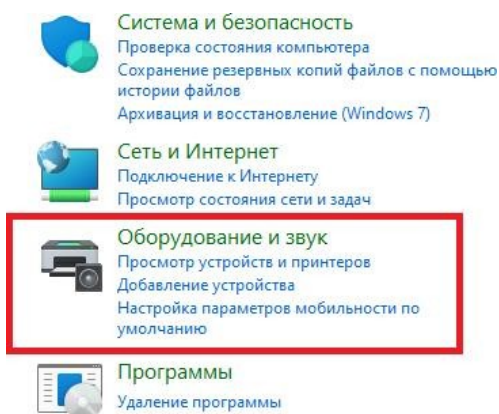 Система и безопасность
Проверка состояния компьютера
Сохранение резервных копий файлов с помощью
истории файлов
Архивация и восстановление (Windows 7)
Сеть и Интернет
Подключение к Интернету
Просмотр состояния сети и задач
Оборудование и звук
Просмотр устройств и принтеров
Добавление устройства
Настройка параметров мобильности по
умолчанию
Программы
Удаление программы